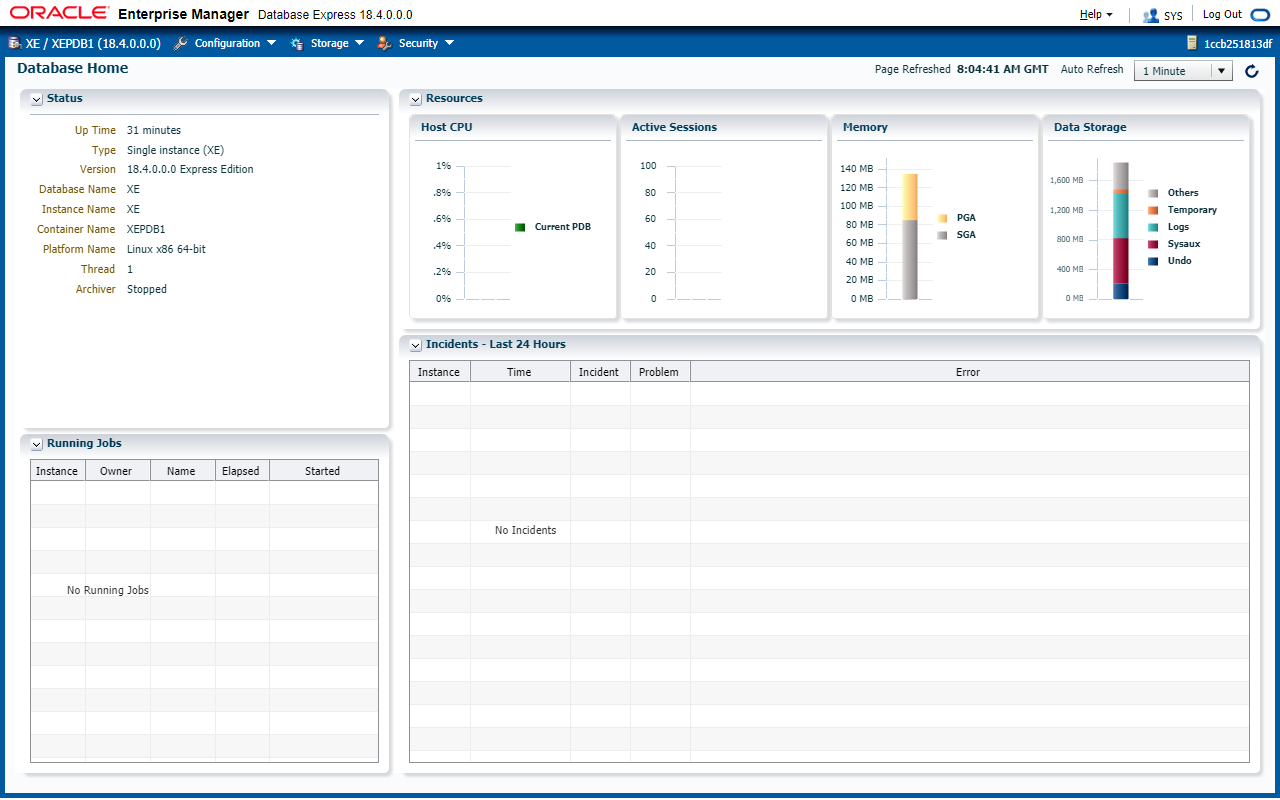 ORACLE Enterprise Manager Database Express 18.4.0.0.0 Help SYS Log Out
XE / XEPDB1 (18.4.0.0.0) Configuration Storage Security 1ccb251813df
Database Home Page Refreshed 8:04:41 AM GMT Auto Refresh 1 Minute
Status
Up Time 31 minutes
Type Single instance (XE)
Version 18.4.0.0.0 Express Edition
Database Name XE
Instance Name XE
Container Name XEPDB1
Platform Name Linux x86 64-bit
Thread 1
Archiver Stopped
Running Jobs
Instance Owner Name Elapsed Started
No Running Jobs
Resources
Host CPU
1%
.8%
.6%
.4%
.2%
0%
Current PDB
Active Sessions
100
80
60
40
20
0
Memory
140 MB
120 MB
100 MB
80 MB
60 MB
40 MB
20 MB
0 MB
PGA
SGA
Data Storage
1,600 MB
1,200 MB
800 MB
400 MB
0 MB
Others
Temporary
Logs
Sysaux
Undo
Incidents - Last 24 Hours
Instance Time Incident Problem Error
No Incidents